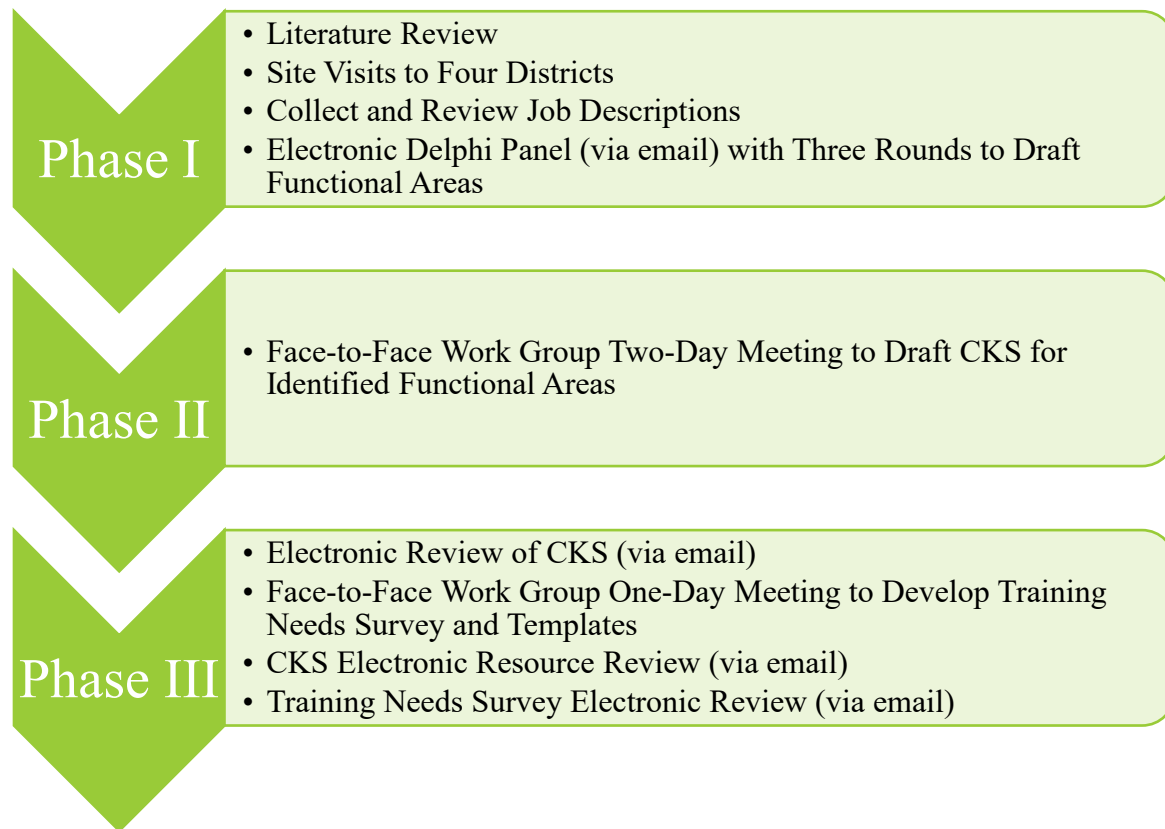 Phase I
• Literature Review
• Site Visits to Four Districts
• Collect and Review Job Descriptions
• Electronic Delphi Panel (via email) with Three Rounds to Draft
Functional Areas
Phase II
• Face-to-Face Work Group Two-Day Meeting to Draft CKS for
Identified Functional Areas
Phase III
• Electronic Review of CKS (via email)
• Face-to-Face Work Group One-Day Meeting to Develop Training
Needs Survey and Templates
• CKS Electronic Resource Review (via email)
• Training Needs Survey Electronic Review (via email)